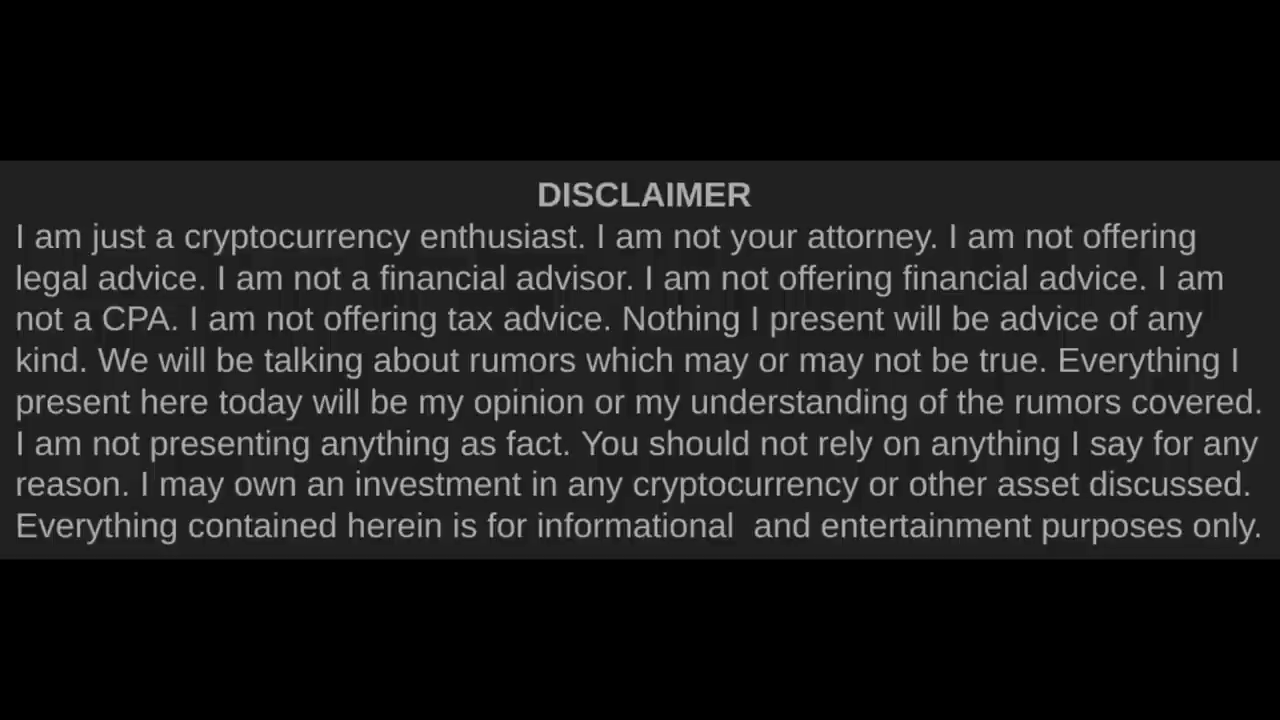 DISCLAIMER
I am just a cryptocurrency enthusiast. I am not your attorney. I am not offering
legal advice. I am not a financial advisor. I am not offering financial advice. I am
not a CPA. I am not offering tax advice. Nothing I present will be advice of any
kind. We will be talking about rumors which may or may not be true. Everything I
present here today will be my opinion or my understanding of the rumors covered.
I am not presenting anything as fact. You should not rely on anything I say for any
reason. I may own an investment in any cryptocurrency or other asset discussed.
Everything contained herein is for informational  and entertainment purposes only.